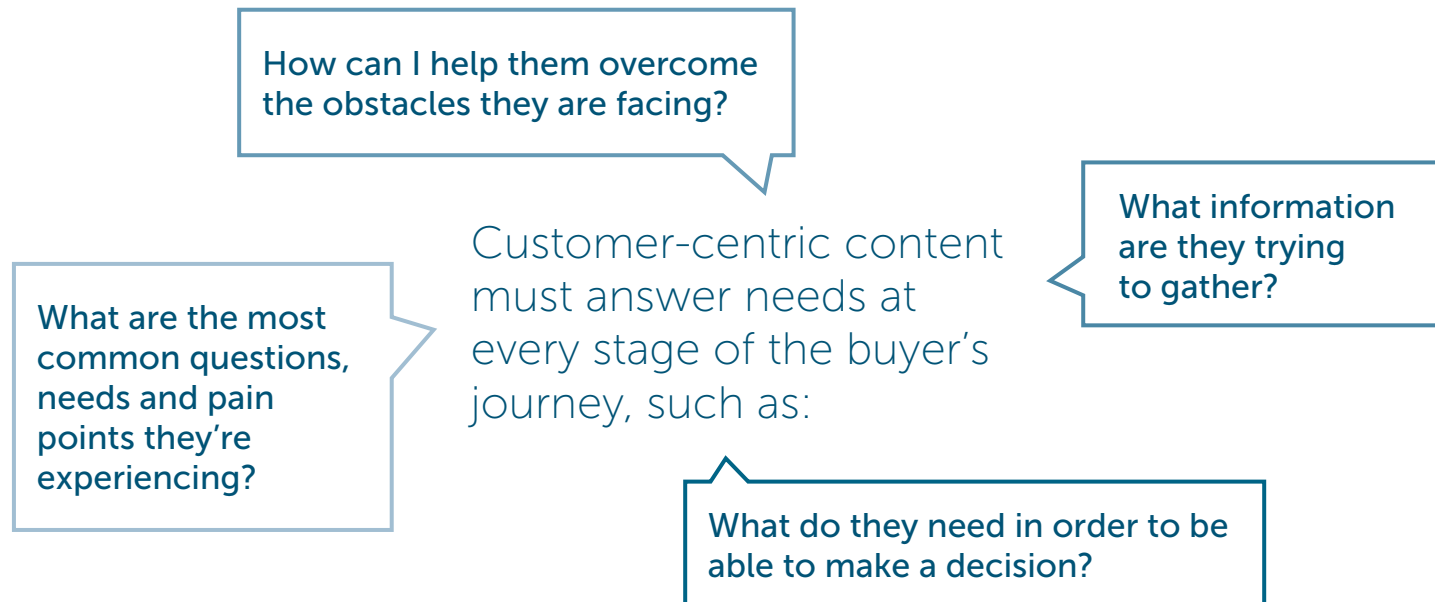 How can I help them overcome
the obstacles they are facing?
What information
are they trying
to gather?
Customer-centric content
must answer needs at
every stage of the buyer’s
journey, such as:
What are the most
common questions,
needs and pain
points they’re
experiencing?
What do they need in order to be
able to make a decision?